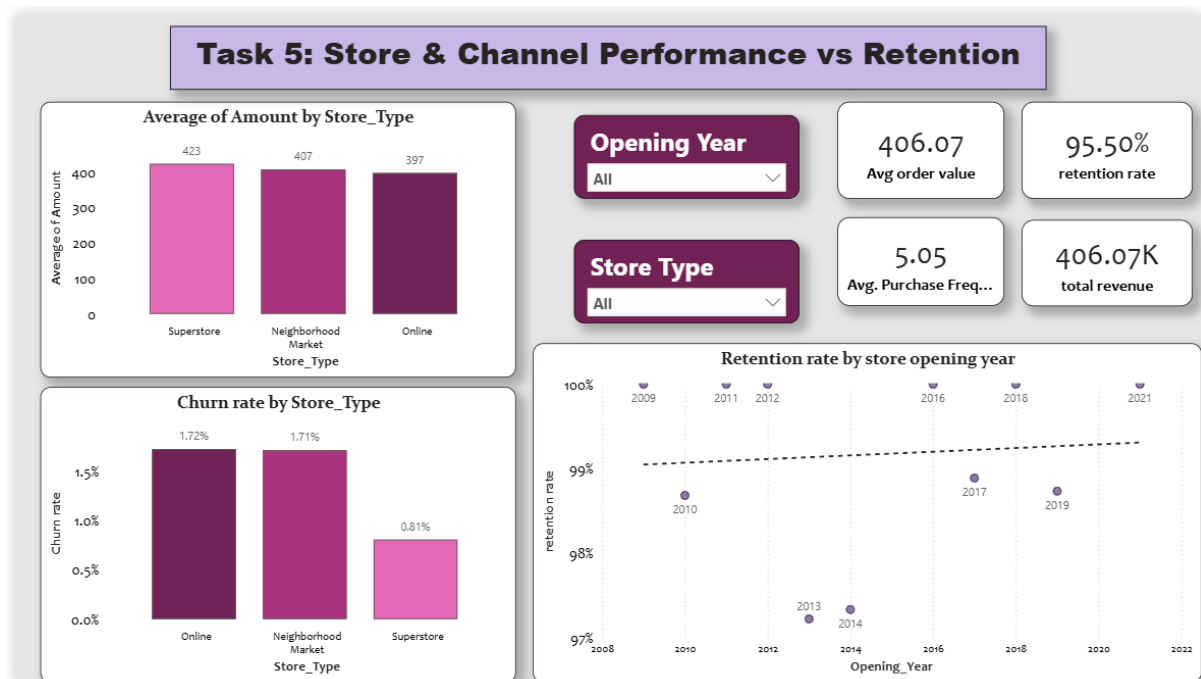 Task 5: Store & Channel Performance vs Retention
Average of Amount by Store_Type
Average of Amount
400
300
200
100
0
423
407
397
Superstore
Neighborhood
Market
Online
Store_Type
Opening Year
All
Store Type
All
406.07
Avg order value
95.50%
retention rate
5.05
Avg. Purchase Freq...
406.07K
total revenue
Churn rate by Store_Type
Churn rate
1.5%
1.0%
0.5%
0.0%
1.72%
1.71%
0.81%
Online
Neighborhood
Market
Superstore
Store_Type
Retention rate by store opening year
retention rate
100%
99%
98%
97%
2009
2011
2012
2016
2018
2021
2010
2017
2019
2013
2014
2008
2010
2012
2014
2016
2018
2020
2022
Opening_Year